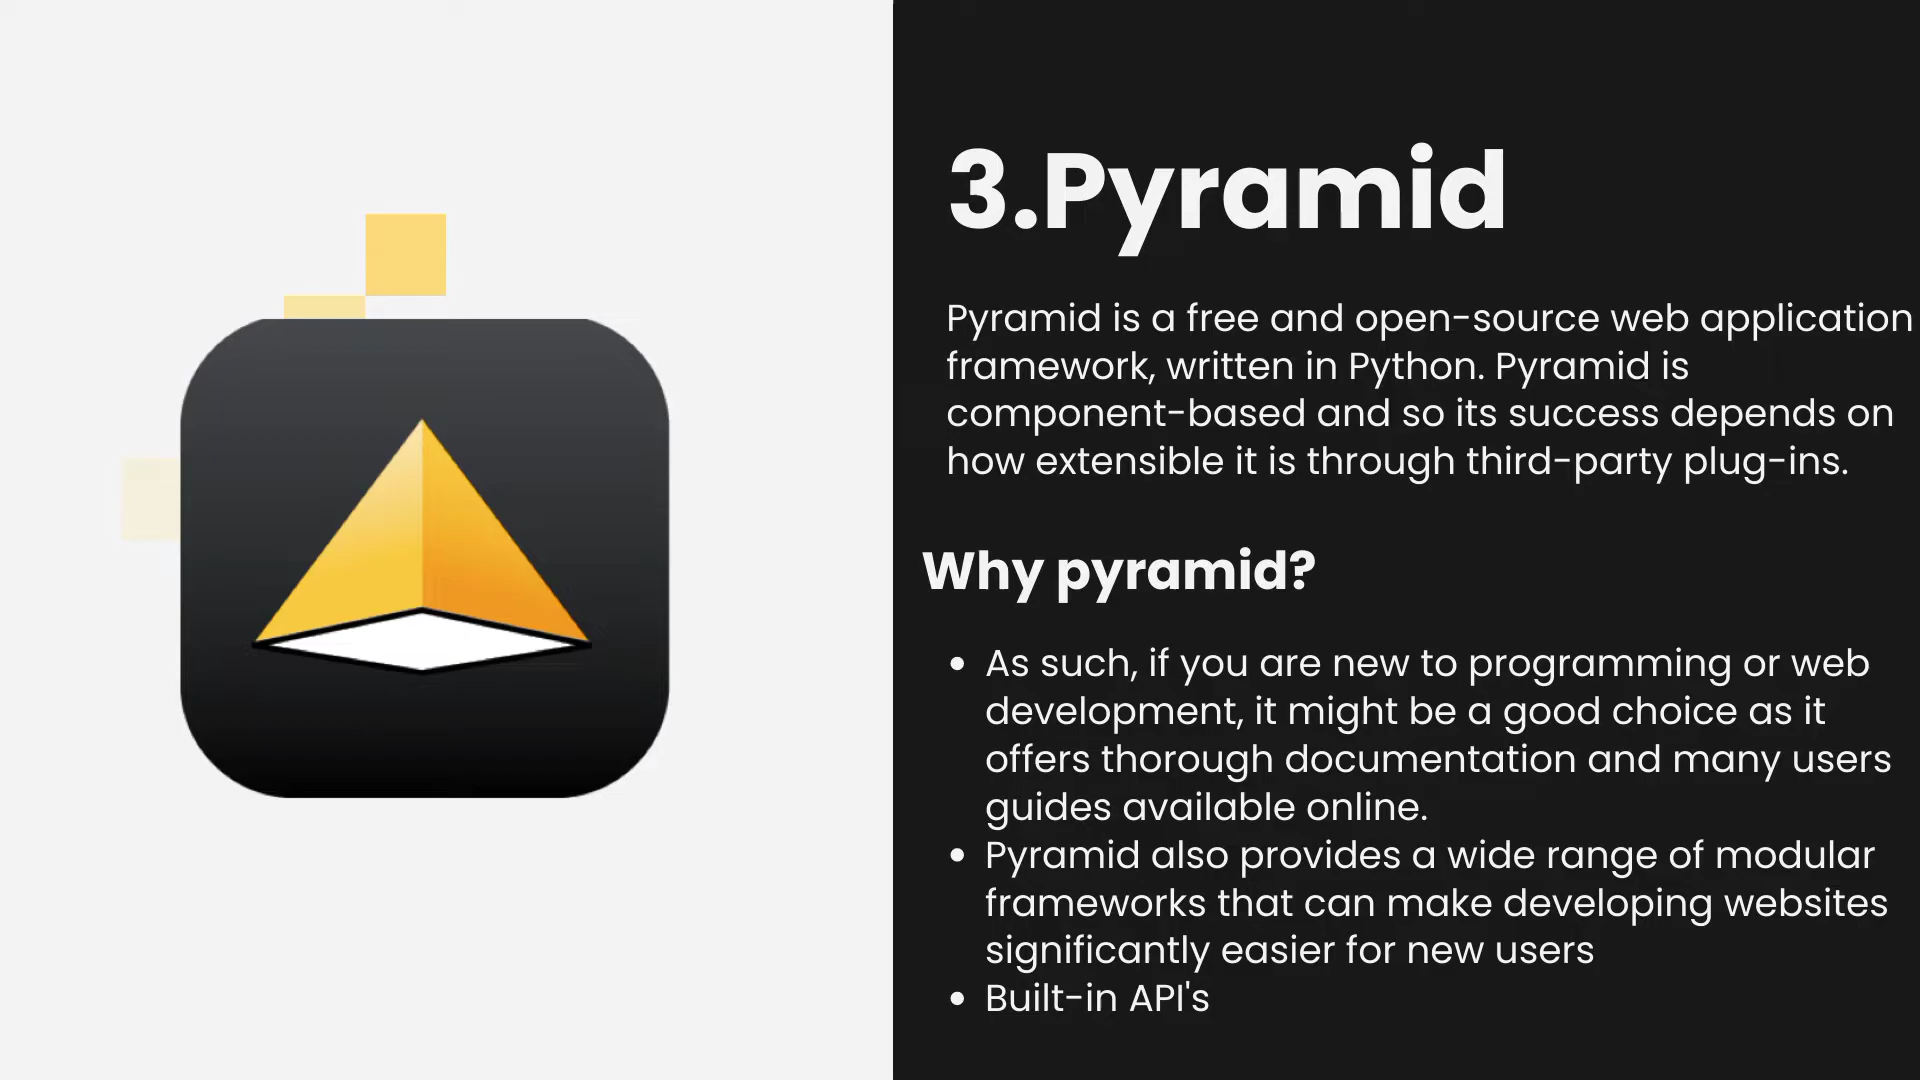 3.Pyramid
Pyramid is a free and open-source web application
framework, written in Python. Pyramid is
component-based and so its success depends on
how extensible it is through third-party plug-ins.
Why pyramid?
• As such, if you are new to programming or web
development, it might be a good choice as it
offers thorough documentation and many users
guides available online.
• Pyramid also provides a wide range of modular
frameworks that can make developing websites
significantly easier for new users
• Built-in API's